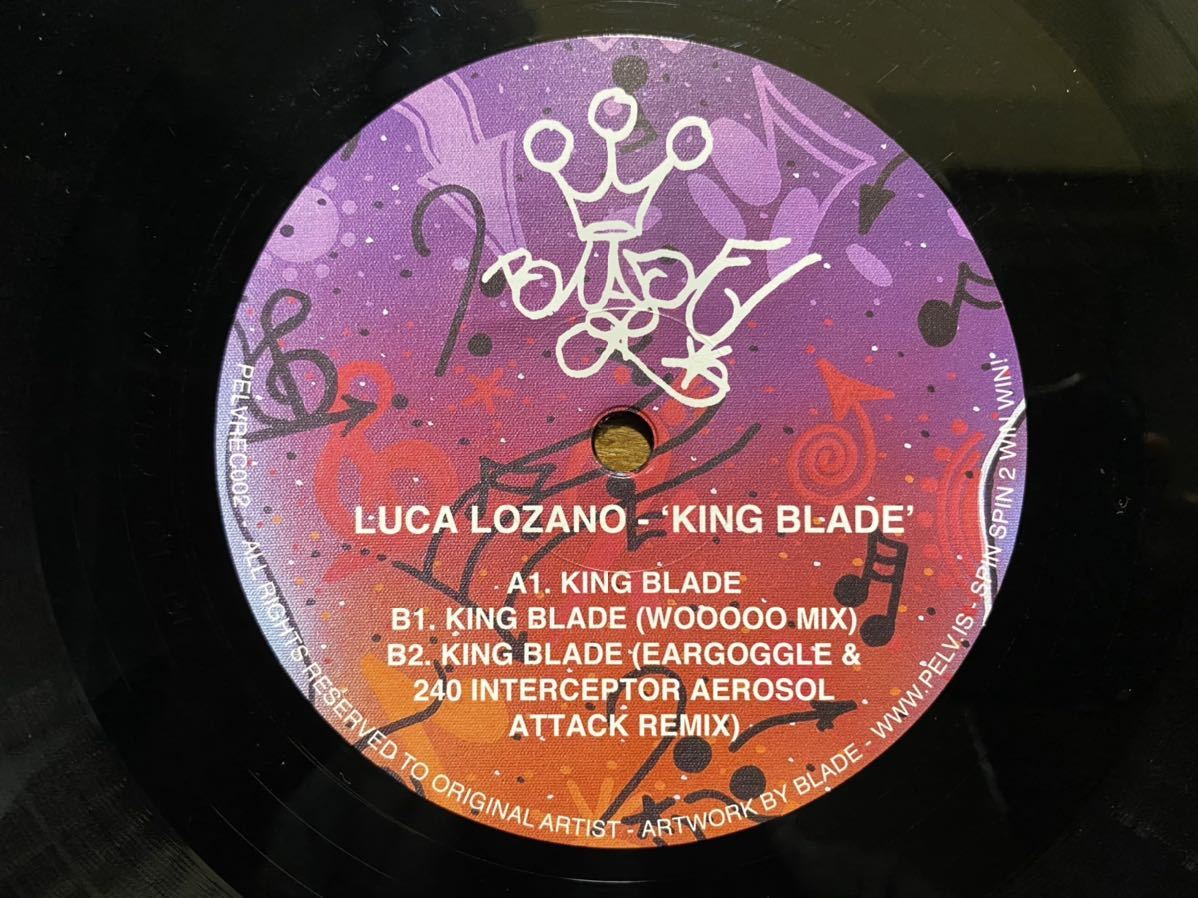 BLADE
LUCA LOZANO - ‘KING BLADE’
A1. KING BLADE
B1. KING BLADE (WOOOOO MIX)
B2. KING BLADE (EARGOGGLE &
240 INTERCEPTOR AEROSOL
ATTACK REMIX)
PELVREC002 - ALL RIGHTS RESERVED TO ORIGINAL ARTIST - ARTWORK BY BLADE - WWW.PELV.IS - SPIN SPIN 2 WIN WIN!